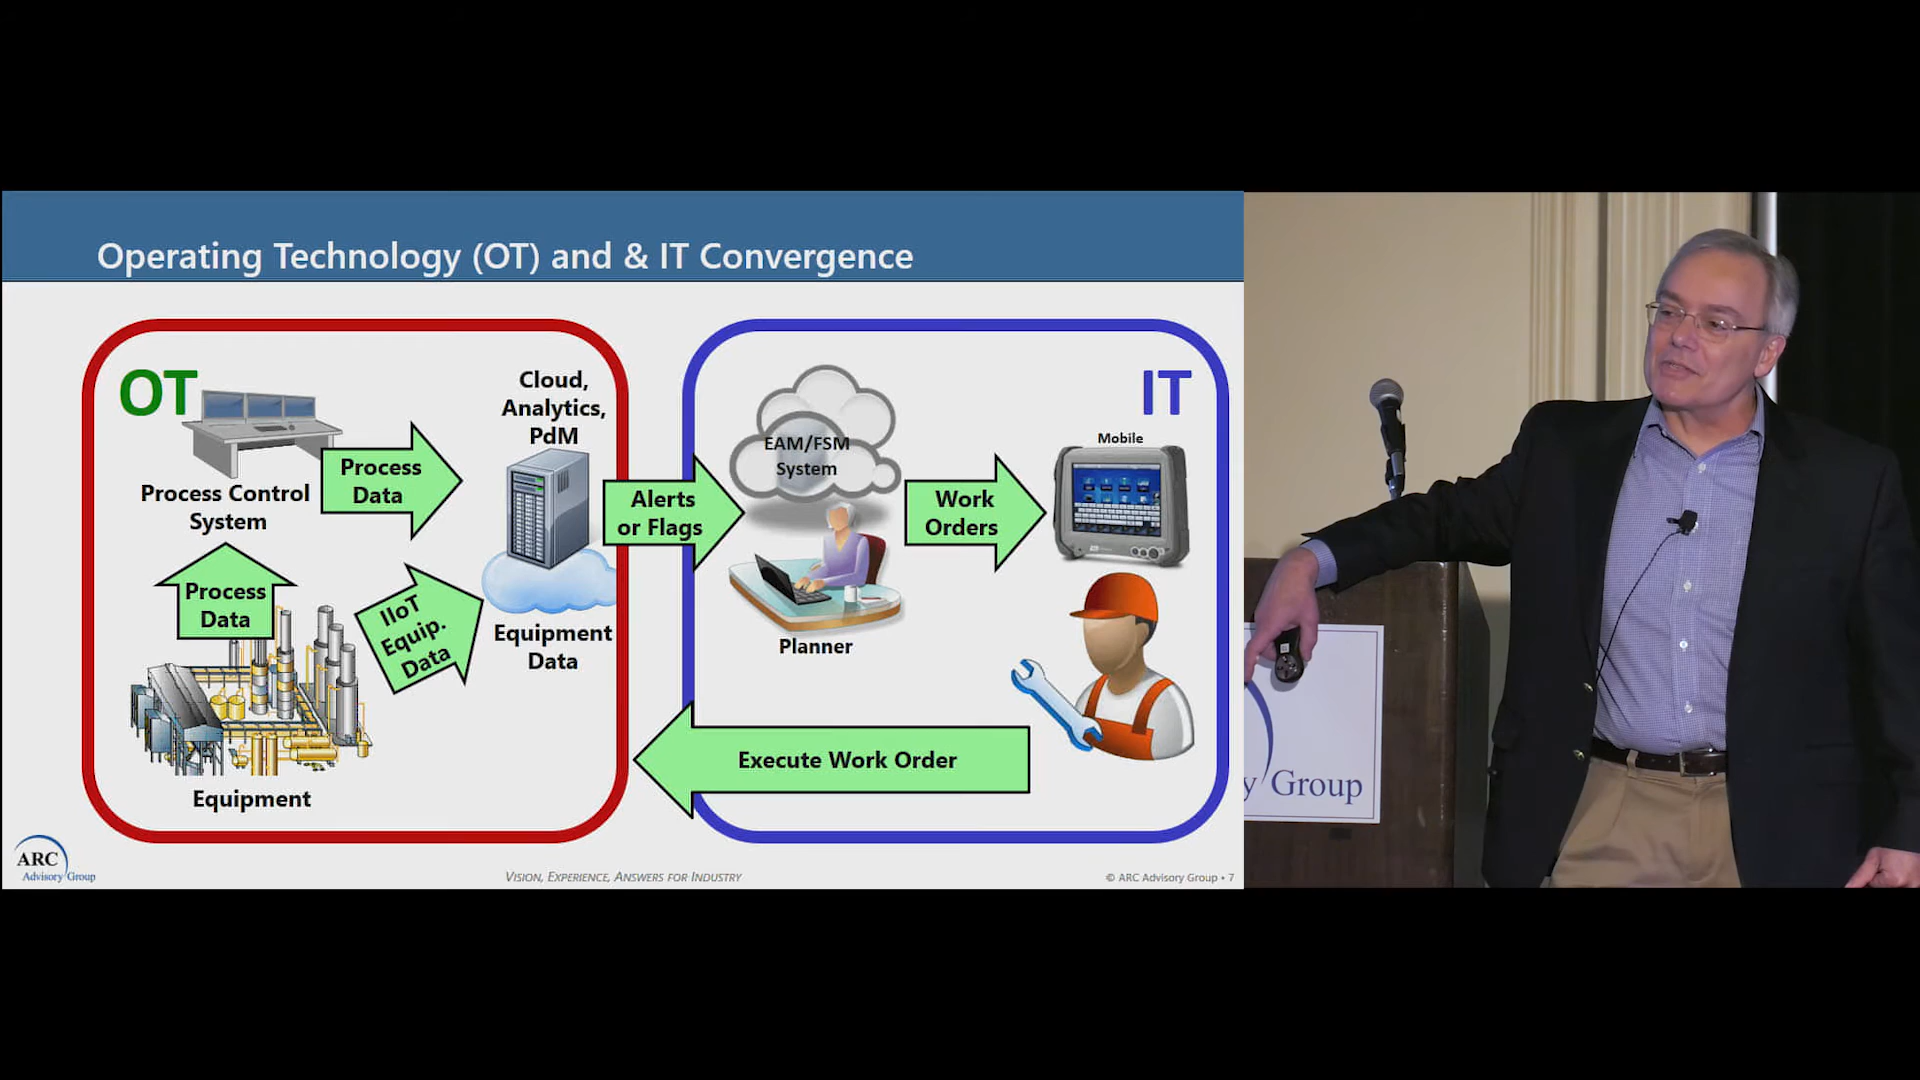 Operating Technology (OT) and & IT Convergence
OT
Process Control
System
Process
Data
Process
Data
IIoT
Equip.
Data
Equipment
Cloud,
Analytics,
PdM
Equipment
Data
Alerts
or Flags
IT
EAM/FSM
System
Planner
Work
Orders
Mobile
Execute Work Order
ARC
Advisory Group
VISION, EXPERIENCE, ANSWERS FOR INDUSTRY
© ARC Advisory Group • 7
y Group